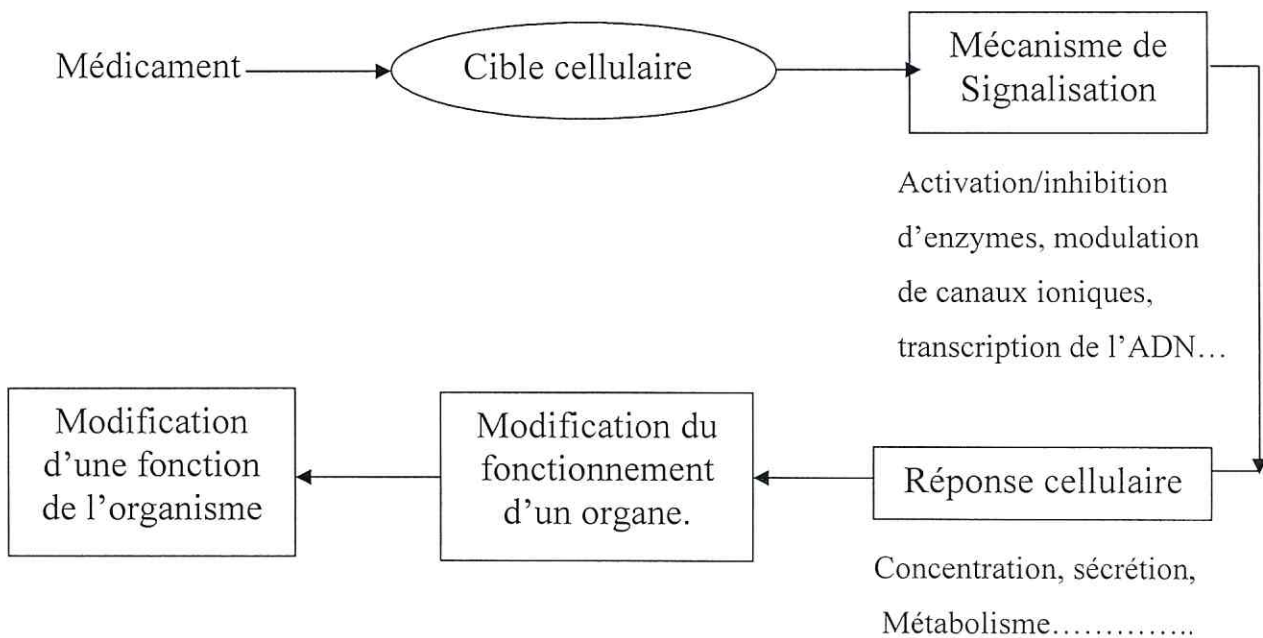 Médicament
Cible cellulaire
Mécanisme de
Signalisation
Activation/inhibition
d’enzymes, modulation
de canaux ioniques,
transcription de l’ADN…
Modification
d’une fonction
de l’organisme
Modification du
fonctionnement
d’un organe.
Réponse cellulaire
Concentration, sécrétion,
Métabolisme…………..